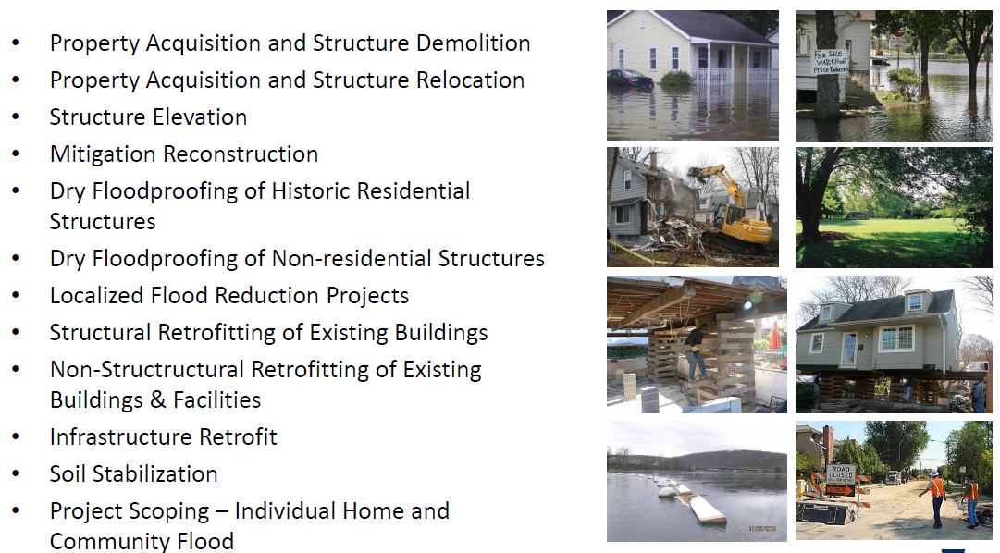 • Property Acquisition and Structure Demolition
• Property Acquisition and Structure Relocation
• Structure Elevation
• Mitigation Reconstruction
• Dry Floodproofing of Historic Residential
Structures
• Dry Floodproofing of Non-residential Structures
• Localized Flood Reduction Projects
• Structural Retrofitting of Existing Buildings
• Non-Structructural Retrofitting of Existing
Buildings & Facilities
• Infrastructure Retrofit
• Soil Stabilization
• Project Scoping – Individual Home and
Community Flood
FOR SALE
WATERFRONT
Price Reduced
ROAD
CLOSED